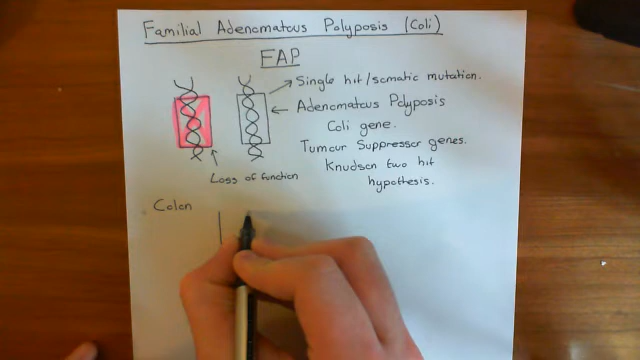 Familial Adenomatous Polyposis (Coli)
FAP
Single hit/somatic mutation.
Adenomatous Polyposis
Coli gene.
Tumour Suppressor genes.
Knudson two hit
hypothesis.
Loss of function
Colon